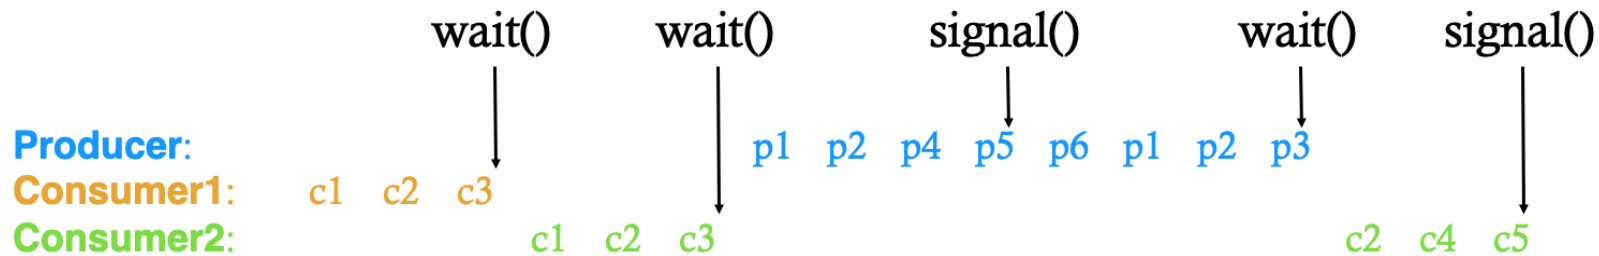 wait() wait() signal() wait() signal()
Producer: p1 p2 p4 p5 p6 p1 p2 p3
Consumer1: c1 c2 c3
Consumer2: c1 c2 c3 c2 c4 c5